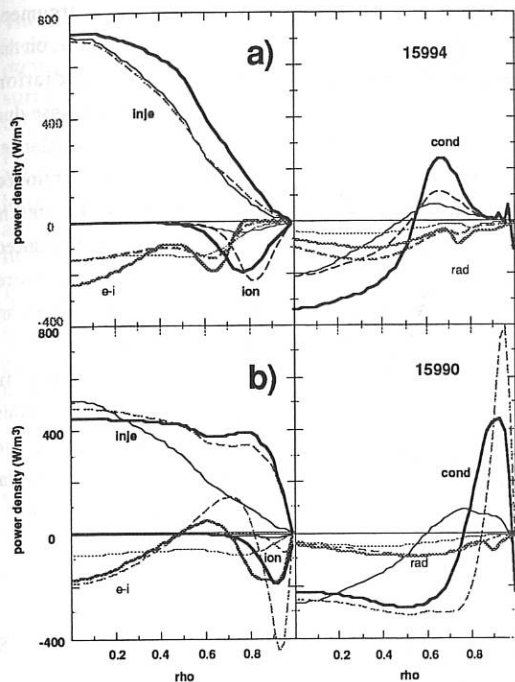 800
400
0
-400
power density (W/m³)
a)
inje
e-i
ion
15994
cond
rad
800
400
0
-400
power density (W/m³)
b)
inje
e-i
ion
15990
cond
rad
0.2 0.4 0.6 0.8
rho
0.2 0.4 0.6 0.8
rho